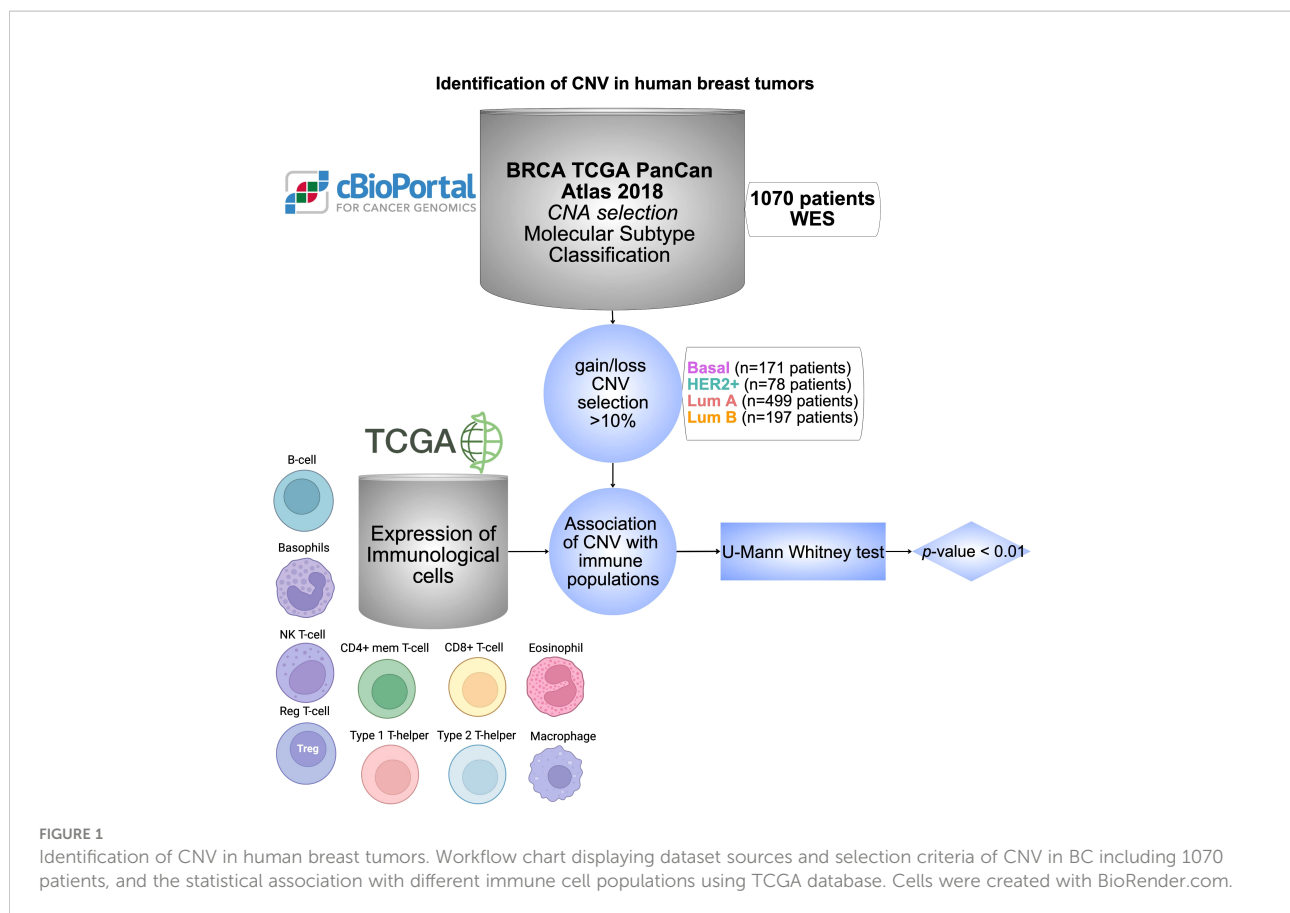 Identification of CNV in human breast tumors
cBioPortal
FOR CANCER GENOMICS
BRCA TCGA PanCan
Atlas 2018
CNA selection
Molecular Subtype
Classification
1070 patients
WES
gain/loss
CNV
selection
>10%
Basal (n=171 patients)
HER2+ (n=78 patients)
Lum A (n=499 patients)
Lum B (n=197 patients)
TCGA
Expression of
Immunological
cells
Association
of CNV with
immune
populations
U-Mann Whitney test
p-value < 0.01
B-cell
Basophils
NK T-cell
Reg T-cell
Treg
CD4+ mem T-cell
CD8+ T-cell
Eosinophil
Type 1 T-helper
Type 2 T-helper
Macrophage
FIGURE 1
Identification of CNV in human breast tumors. Workflow chart displaying dataset sources and selection criteria of CNV in BC including 1070
patients, and the statistical association with different immune cell populations using TCGA database. Cells were created with BioRender.com.